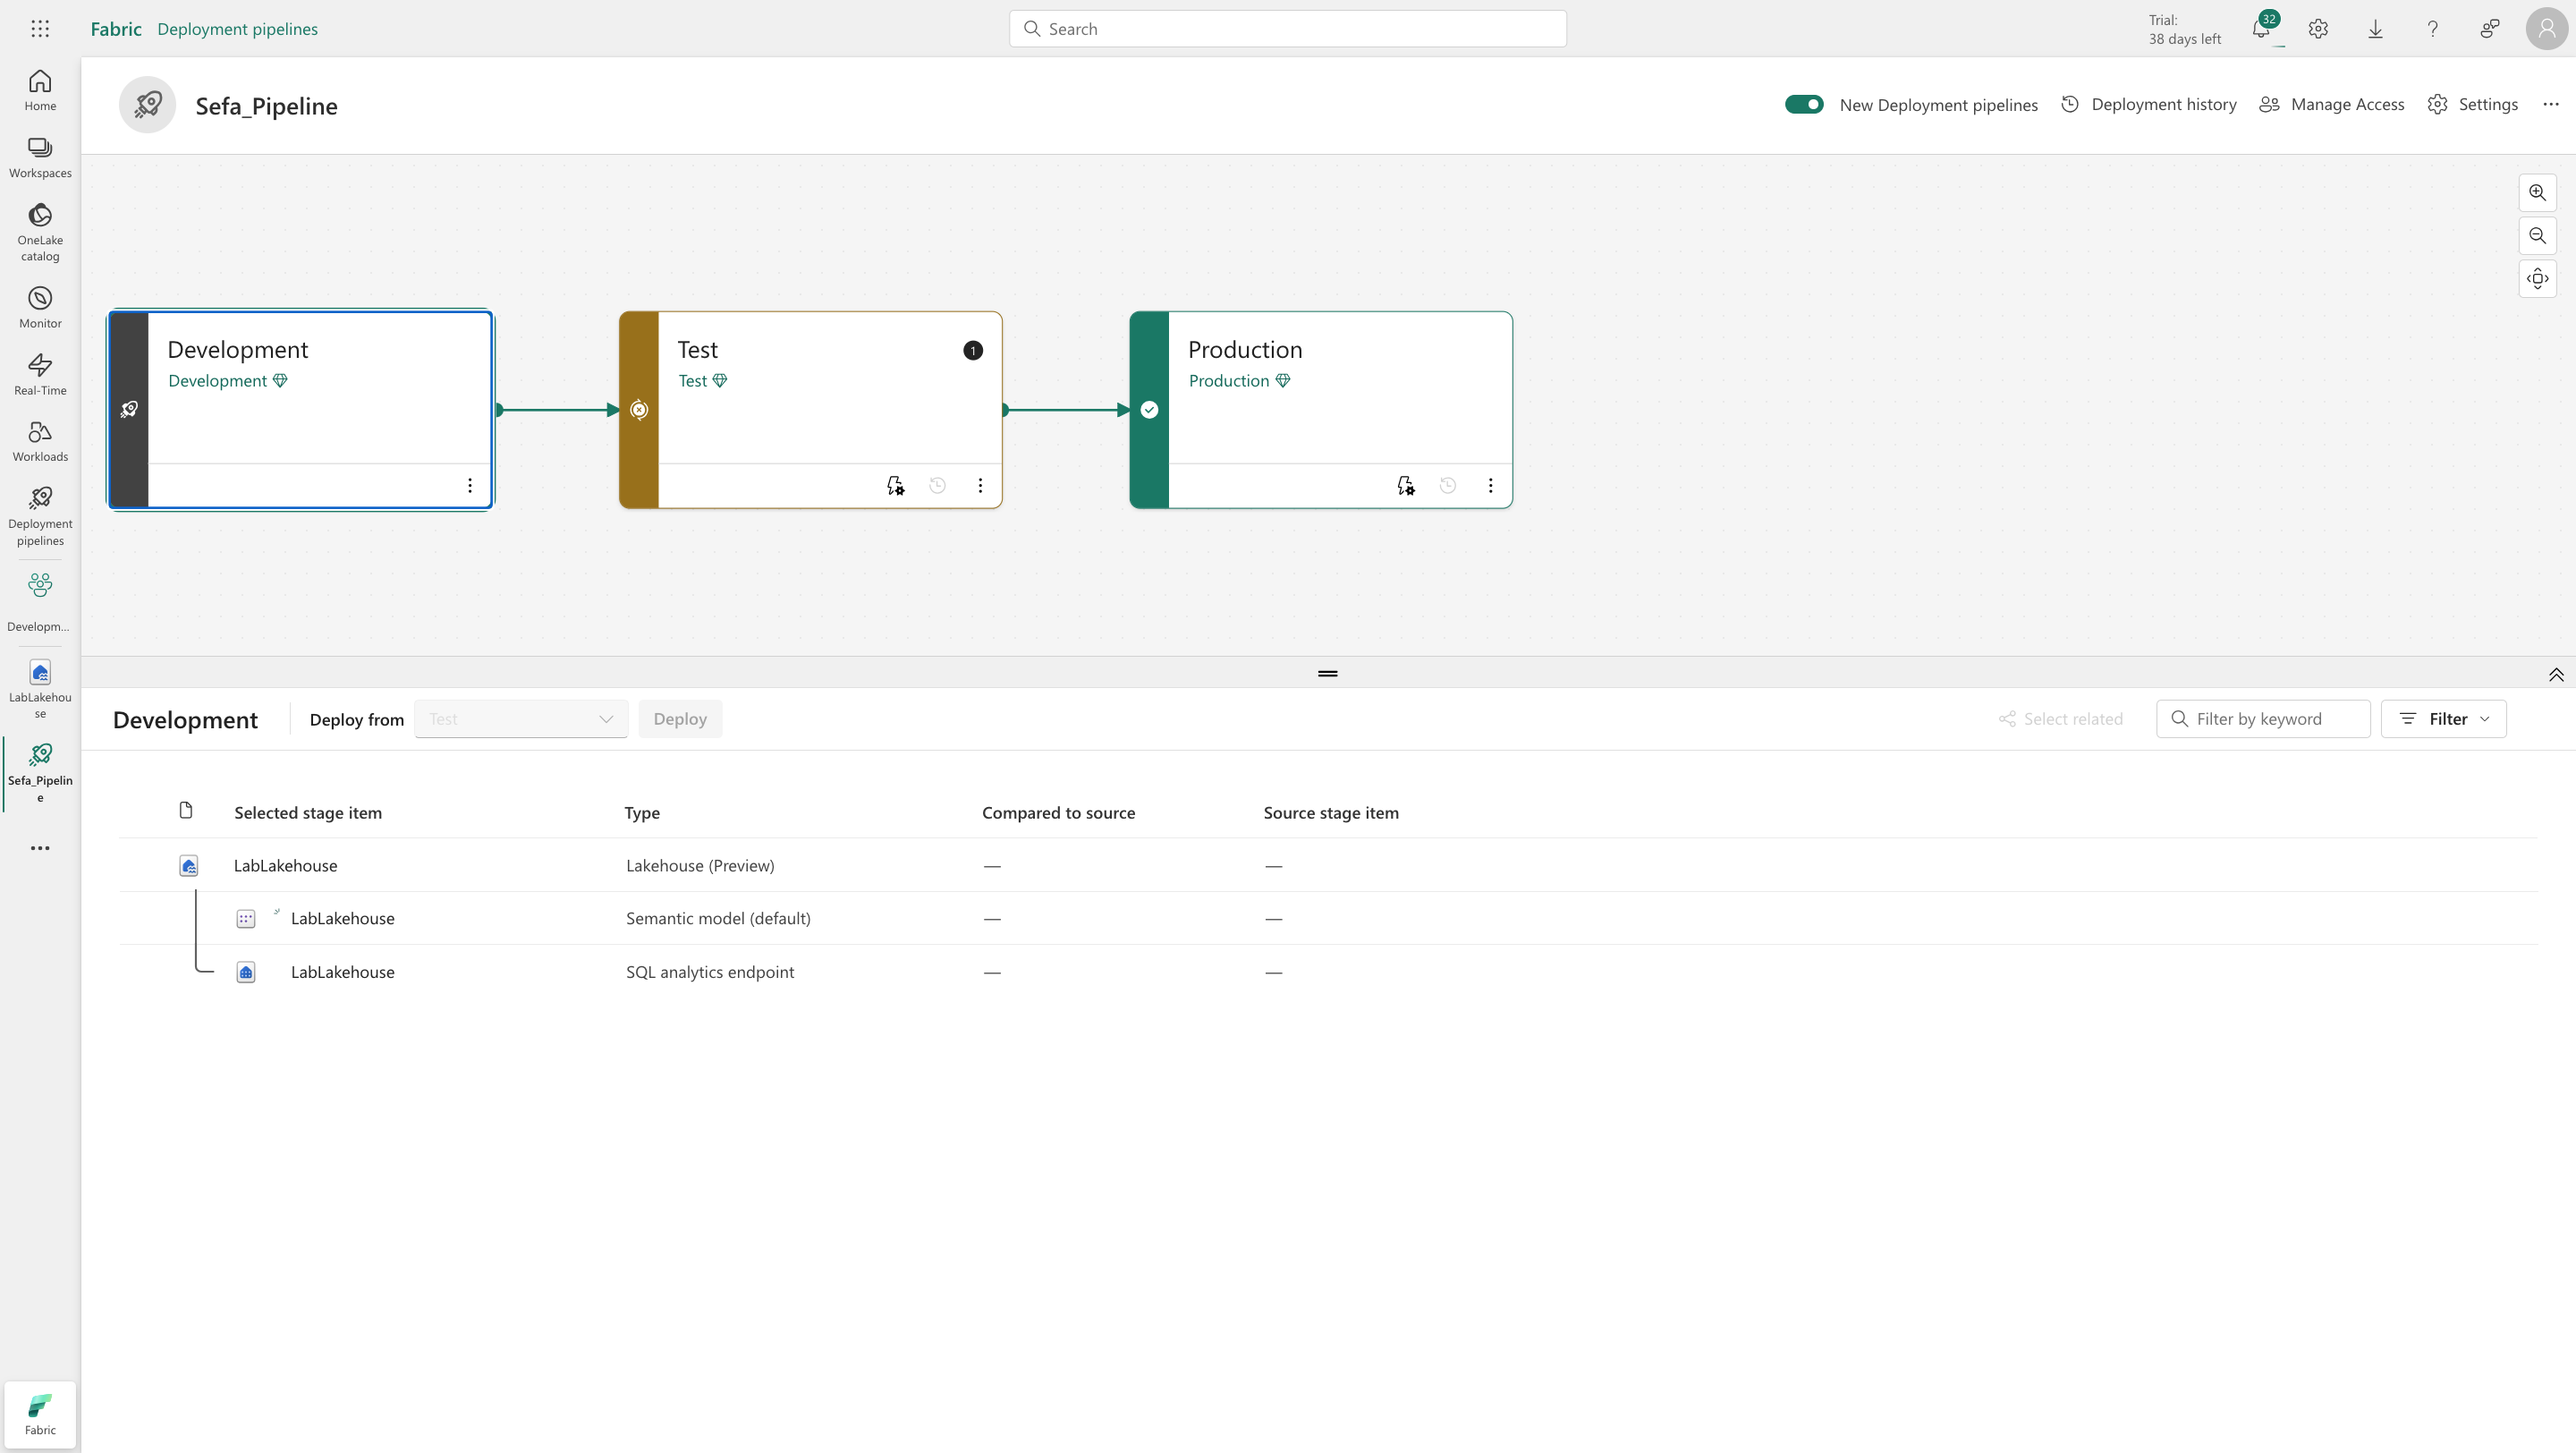 Fabric Deployment pipelines
Search
Trial:
38 days left
32
Home
Workspaces
OneLake
catalog
Monitor
Real-Time
Workloads
Deployment
pipelines
Developm...
LabLakehou
se
Sefa_Pipelin
e
Fabric
Sefa_Pipeline
New Deployment pipelines
Deployment history
Manage Access
Settings
Development
Development
Test
1
Test
Production
Production
Development
Deploy from
Test
Deploy
Select related
Filter by keyword
Filter
Selected stage item Type Compared to source Source stage item
LabLakehouse Lakehouse (Preview) — —
LabLakehouse Semantic model (default) — —
LabLakehouse SQL analytics endpoint — —